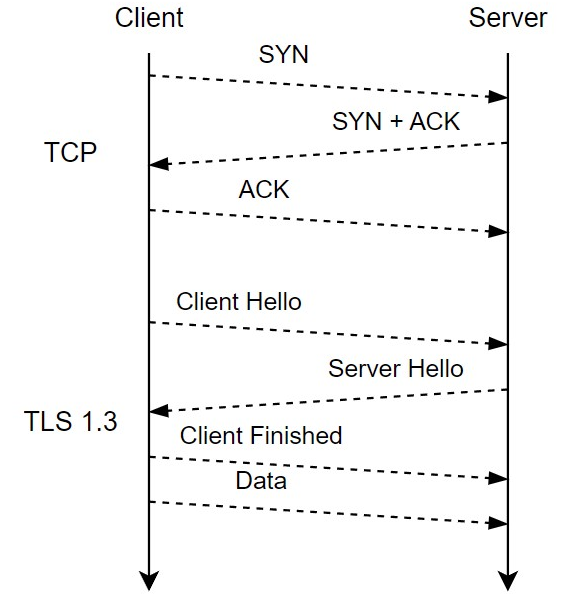 Client
Server
SYN
SYN + ACK
TCP
ACK
Client Hello
Server Hello
TLS 1.3
Client Finished
Data